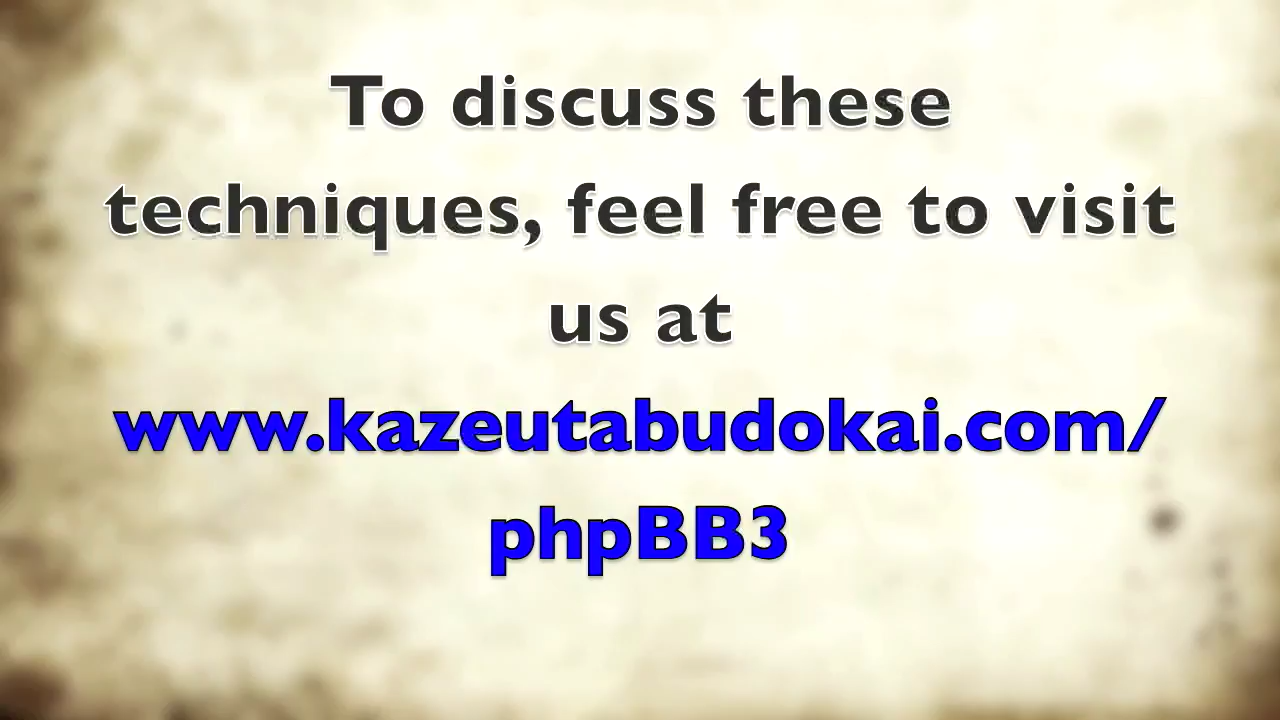 To discuss these
techniques, feel free to visit
us at
www.kazeutabudokai.com/
phpBB3